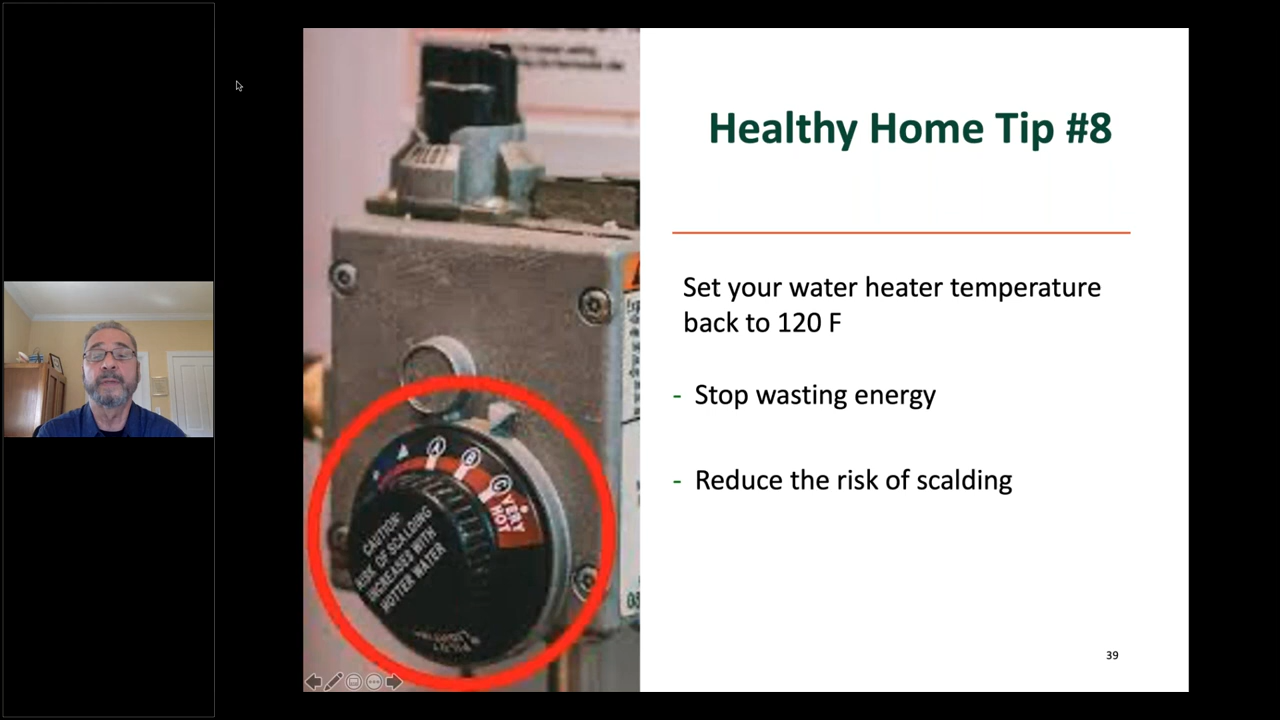 Healthy Home Tip #8
Set your water heater temperature
back to 120 F
- Stop wasting energy
- Reduce the risk of scalding
39
PILOT
A
B
C
VERY
HOT
CAUTION:
RISK OF SCALDING
INCREASES WITH
HOTTER WATER